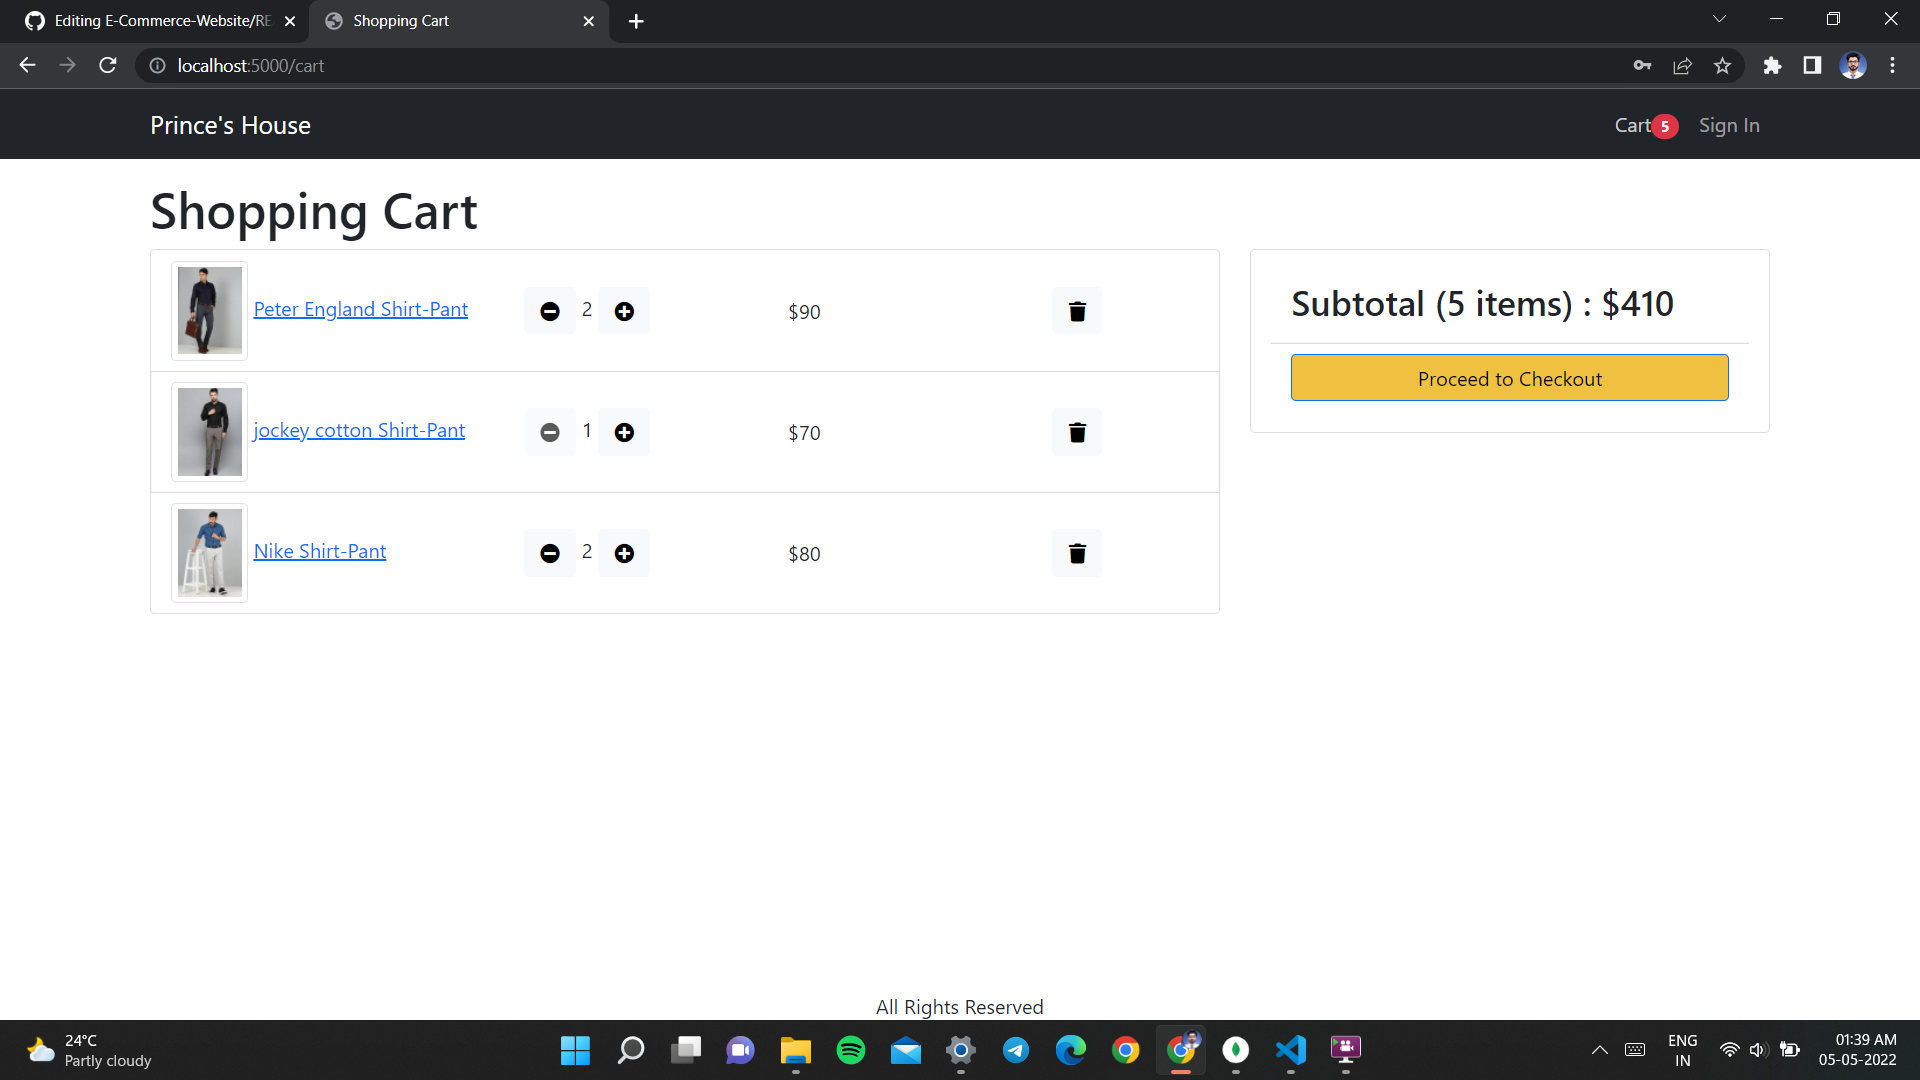 Editing E-Commerce-Website/RE
Shopping Cart
localhost:5000/cart
Prince's House
Cart 5
Sign In
Shopping Cart
Peter England Shirt-Pant
2
$90
jockey cotton Shirt-Pant
1
$70
Nike Shirt-Pant
2
$80
Subtotal (5 items) : $410
Proceed to Checkout
All Rights Reserved
24°C
Partly cloudy
ENG
IN
01:39 AM
05-05-2022